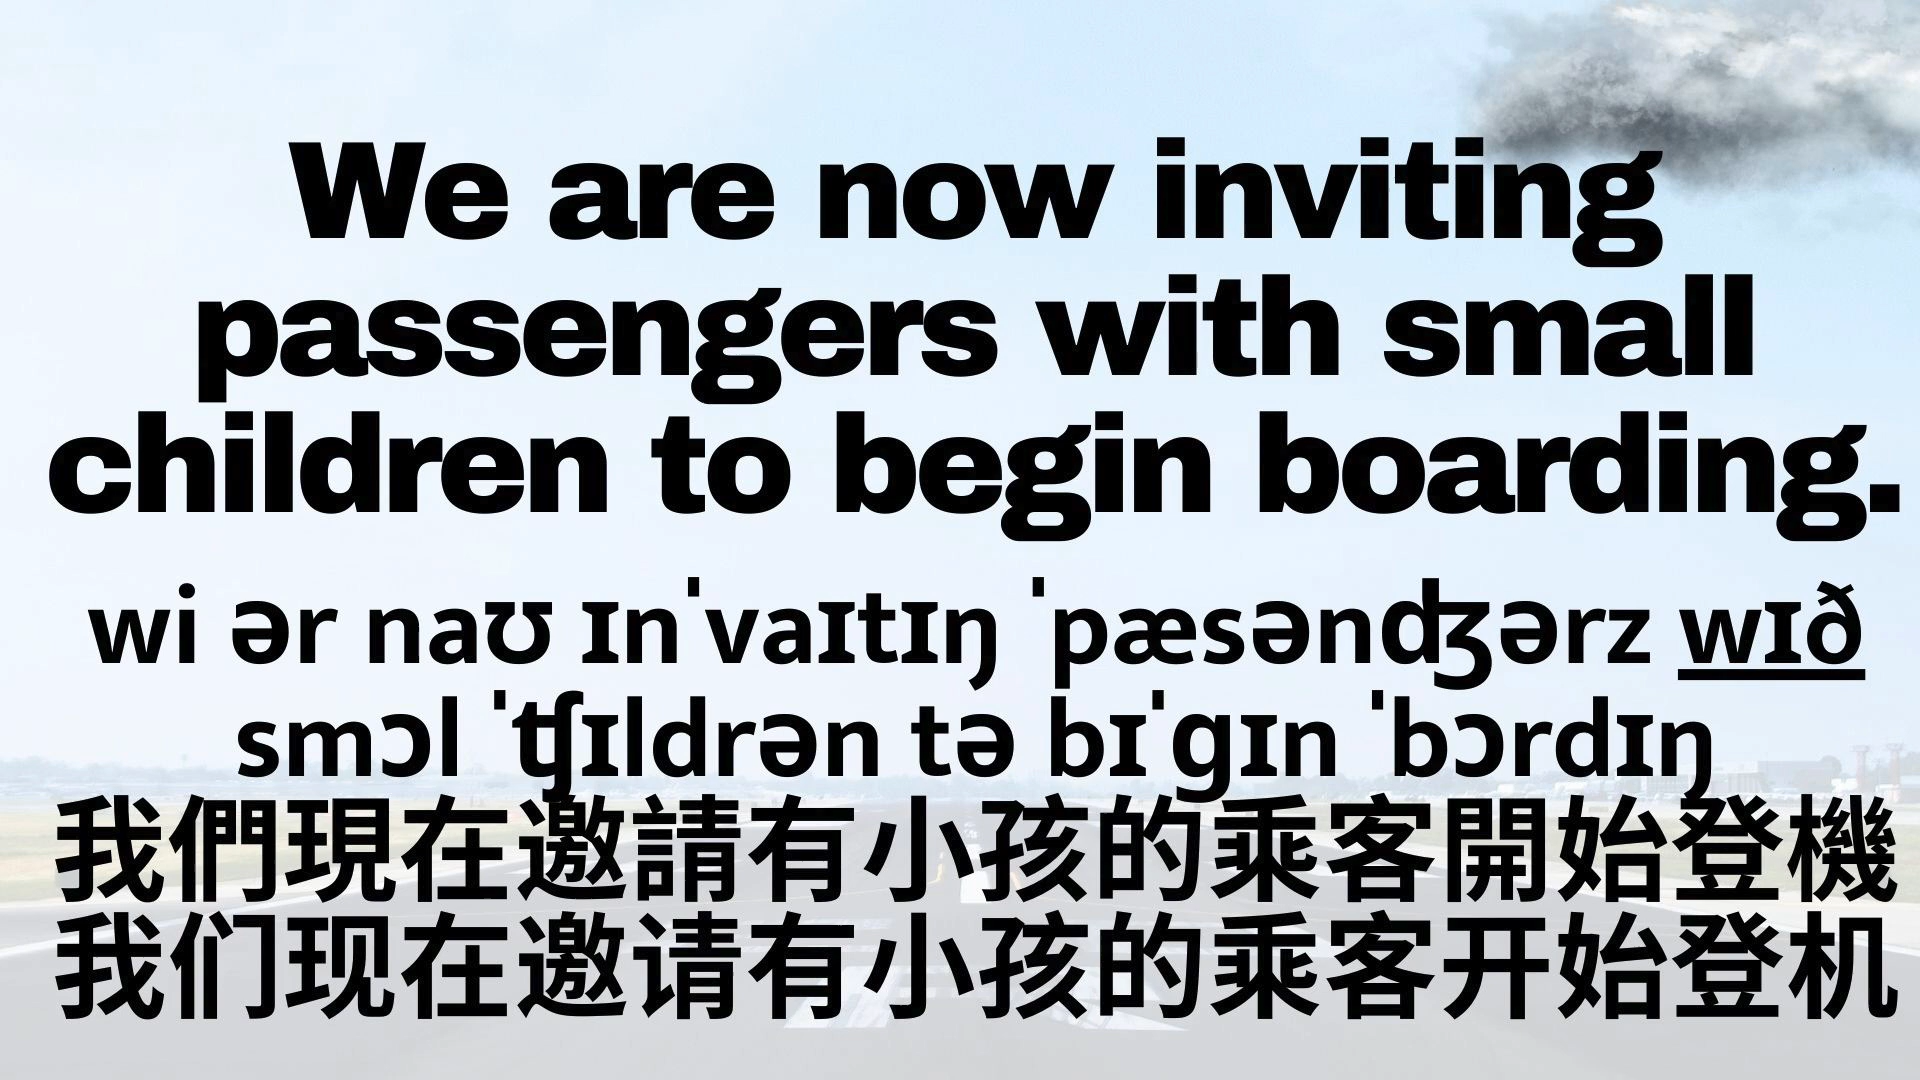 We are now inviting
passengers with small
children to begin boarding.
wi ər naʊ ɪnˈvaɪtɪŋ ˈpæsənʤərz wɪð
smɔl ˈʧɪldrən tə bɪˈgɪn ˈbɔrdɪŋ
我們現在邀請有小孩的乘客開始登機
我们现在邀请有小孩的乘客开始登机